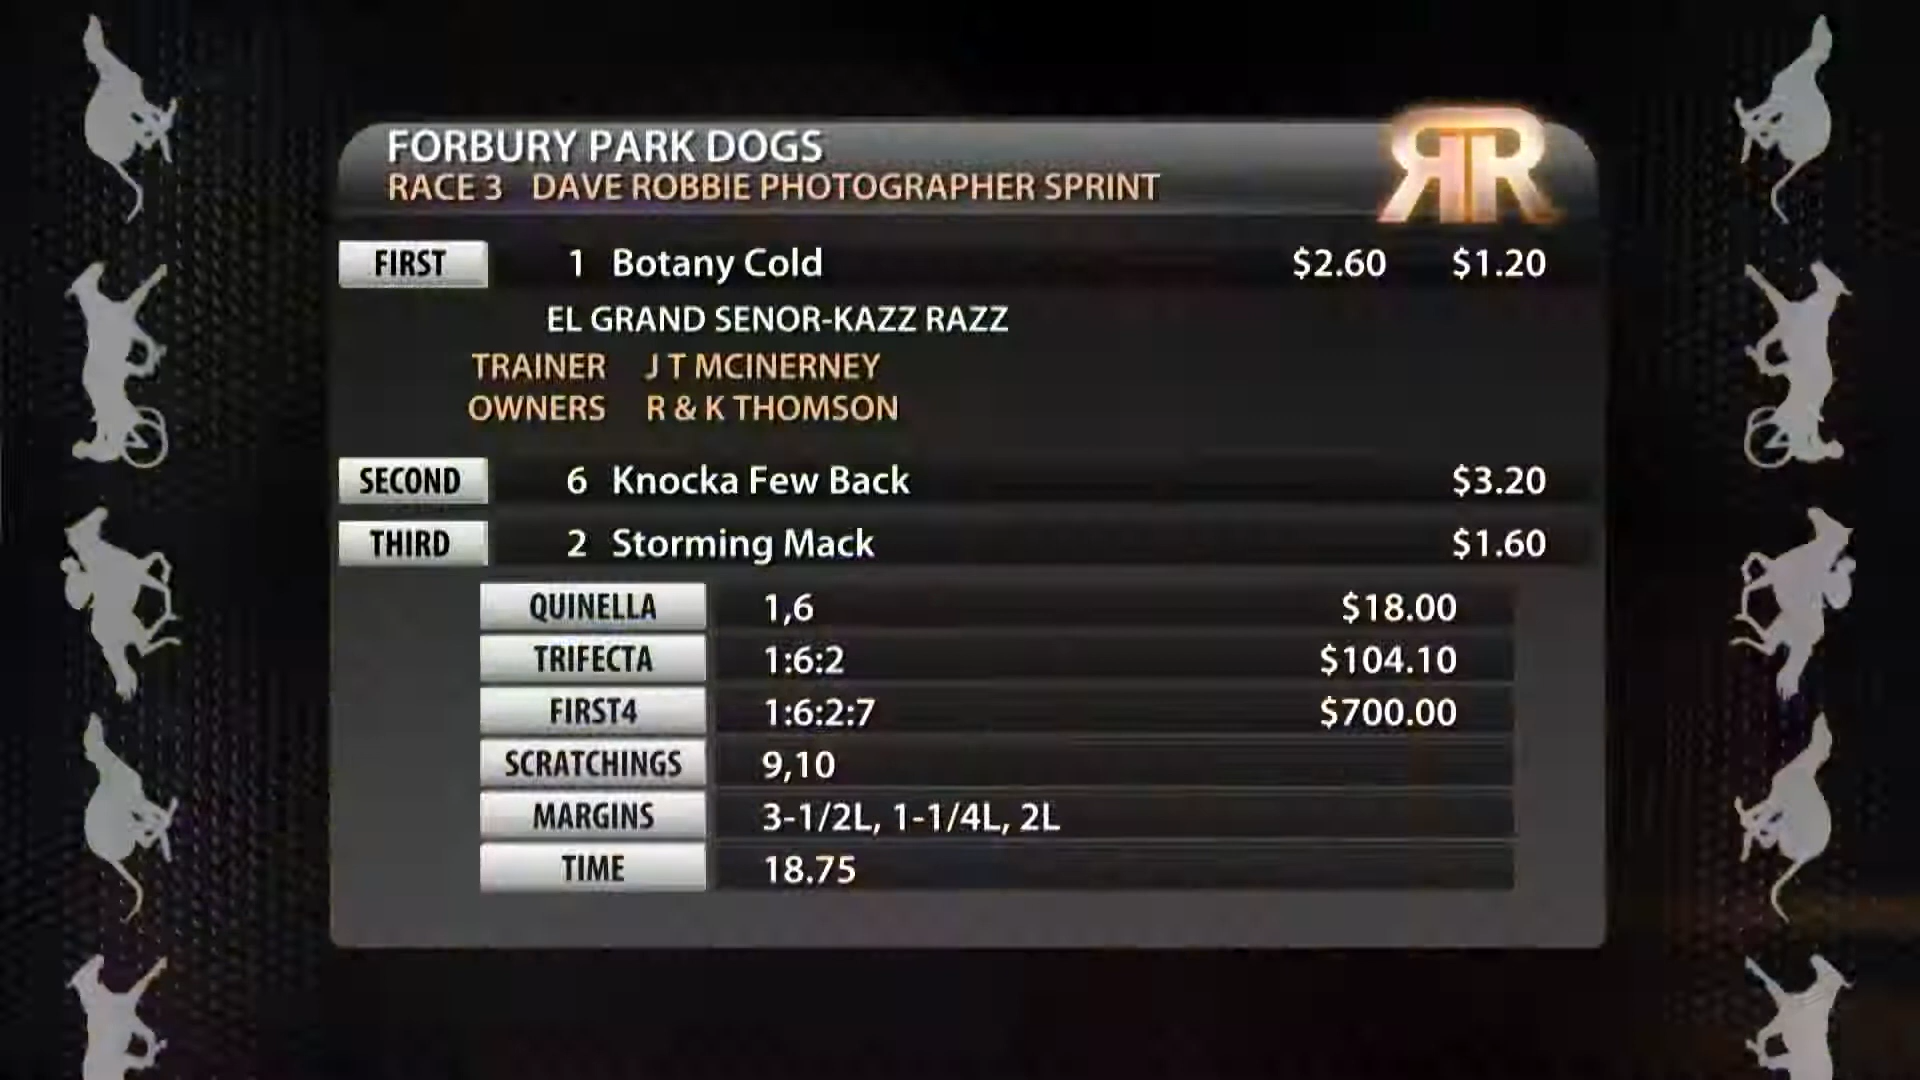 FORBURY PARK DOGS
RACE 3 DAVE ROBBIE PHOTOGRAPHER SPRINT
FIRST 1 Botany Cold $2.60 $1.20
EL GRAND SENOR-KAZZ RAZZ
TRAINER J T MCINERNEY
OWNERS R & K THOMSON
SECOND 6 Knocka Few Back $3.20
THIRD 2 Storming Mack $1.60
QUINELLA 1,6 $18.00
TRIFECTA 1:6:2 $104.10
FIRST4 1:6:2:7 $700.00
SCRATCHINGS 9,10
MARGINS 3-1/2L, 1-1/4L, 2L
TIME 18.75